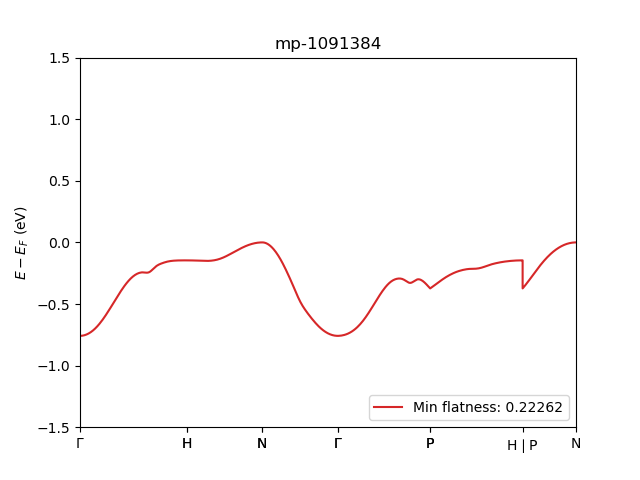 mp-1091384
E − E_F (eV)
1.5
1.0
0.5
0.0
−0.5
−1.0
−1.5
Min flatness: 0.22262
Γ H N Γ P H | P N